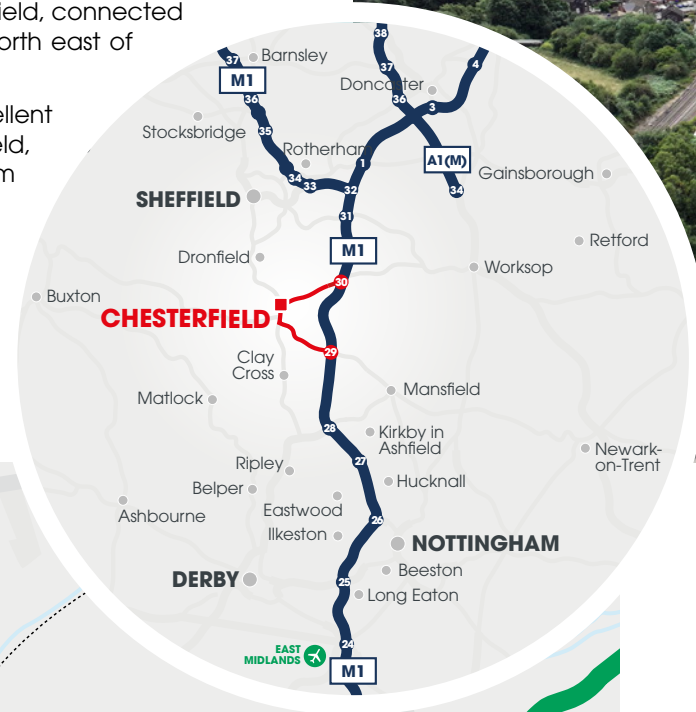 ield, connected
orth east of
ellent
eld,
m
38
37
Barnsley
4
M1
37
Doncaster
36
36
3
35
Stocksbridge
Rotherham
A1(M)
1
34
33
32
34
Gainsborough
SHEFFIELD
31
M1
Retford
Dronfield
Worksop
30
Buxton
CHESTERFIELD
29
Clay
Cross
Mansfield
Matlock
28
Kirkby in
Ashfield
Newark-
on-Trent
27
Ripley
Hucknall
Belper
Eastwood
Ashbourne
26
Ilkeston
NOTTINGHAM
Beeston
DERBY
25
Long Eaton
24
EAST
MIDLANDS
M1